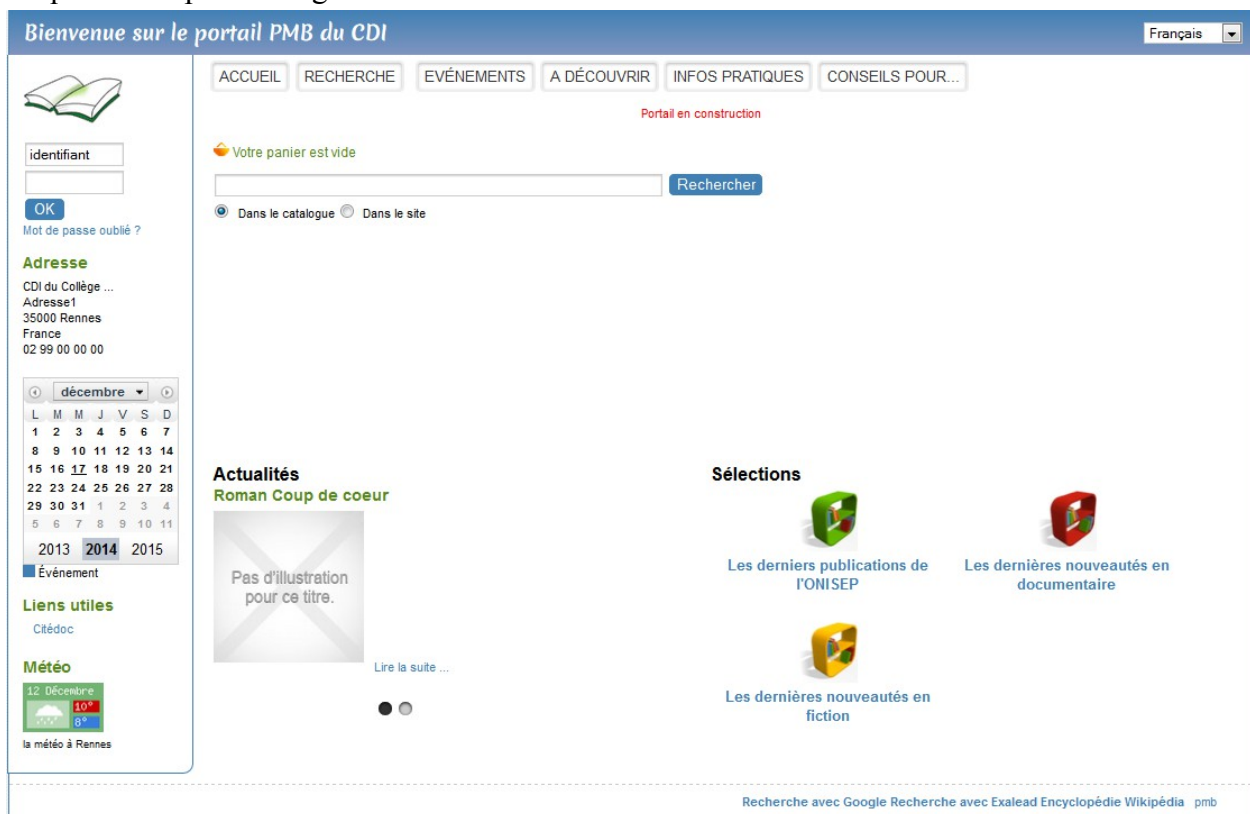 Bienvenue sur le portail PMB du CDI
Français
ACCUEIL RECHERCHE EVÉNEMENTS A DÉCOUVRIR INFOS PRATIQUES CONSEILS POUR...
Portail en construction
identifiant
OK
Mot de passe oublié ?
Votre panier est vide
Rechercher
Dans le catalogue Dans le site
Adresse
CDI du Collège ...
Adresse1
35000 Rennes
France
02 99 00 00 00
décembre
L M M J V S D
1 2 3 4 5 6 7
8 9 10 11 12 13 14
15 16 17 18 19 20 21
22 23 24 25 26 27 28
29 30 31 1 2 3 4
5 6 7 8 9 10 11
2013 2014 2015
Événement
Liens utiles
Citédoc
Météo
12 Décembre
10°
8°
la météo à Rennes
Actualités
Roman Coup de coeur
Pas d'illustration
pour ce titre.
Lire la suite ...
Sélections
Les derniers publications de
l'ONISEP
Les dernières nouveautés en
documentaire
Les dernières nouveautés en
fiction
Recherche avec Google Recherche avec Exalead Encyclopédie Wikipédia pmb